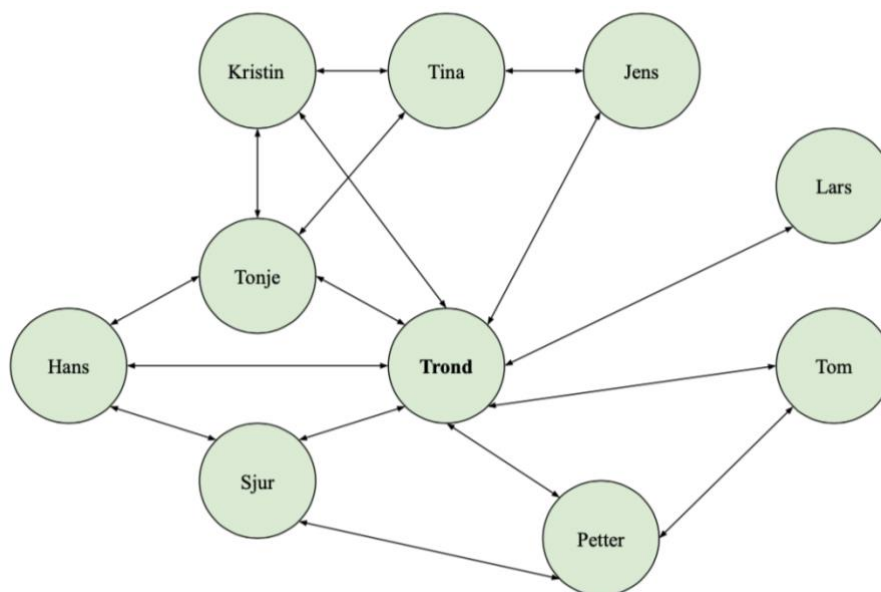 Kristin
Tina
Jens
Lars
Tonje
Hans
Trond
Tom
Sjur
Petter